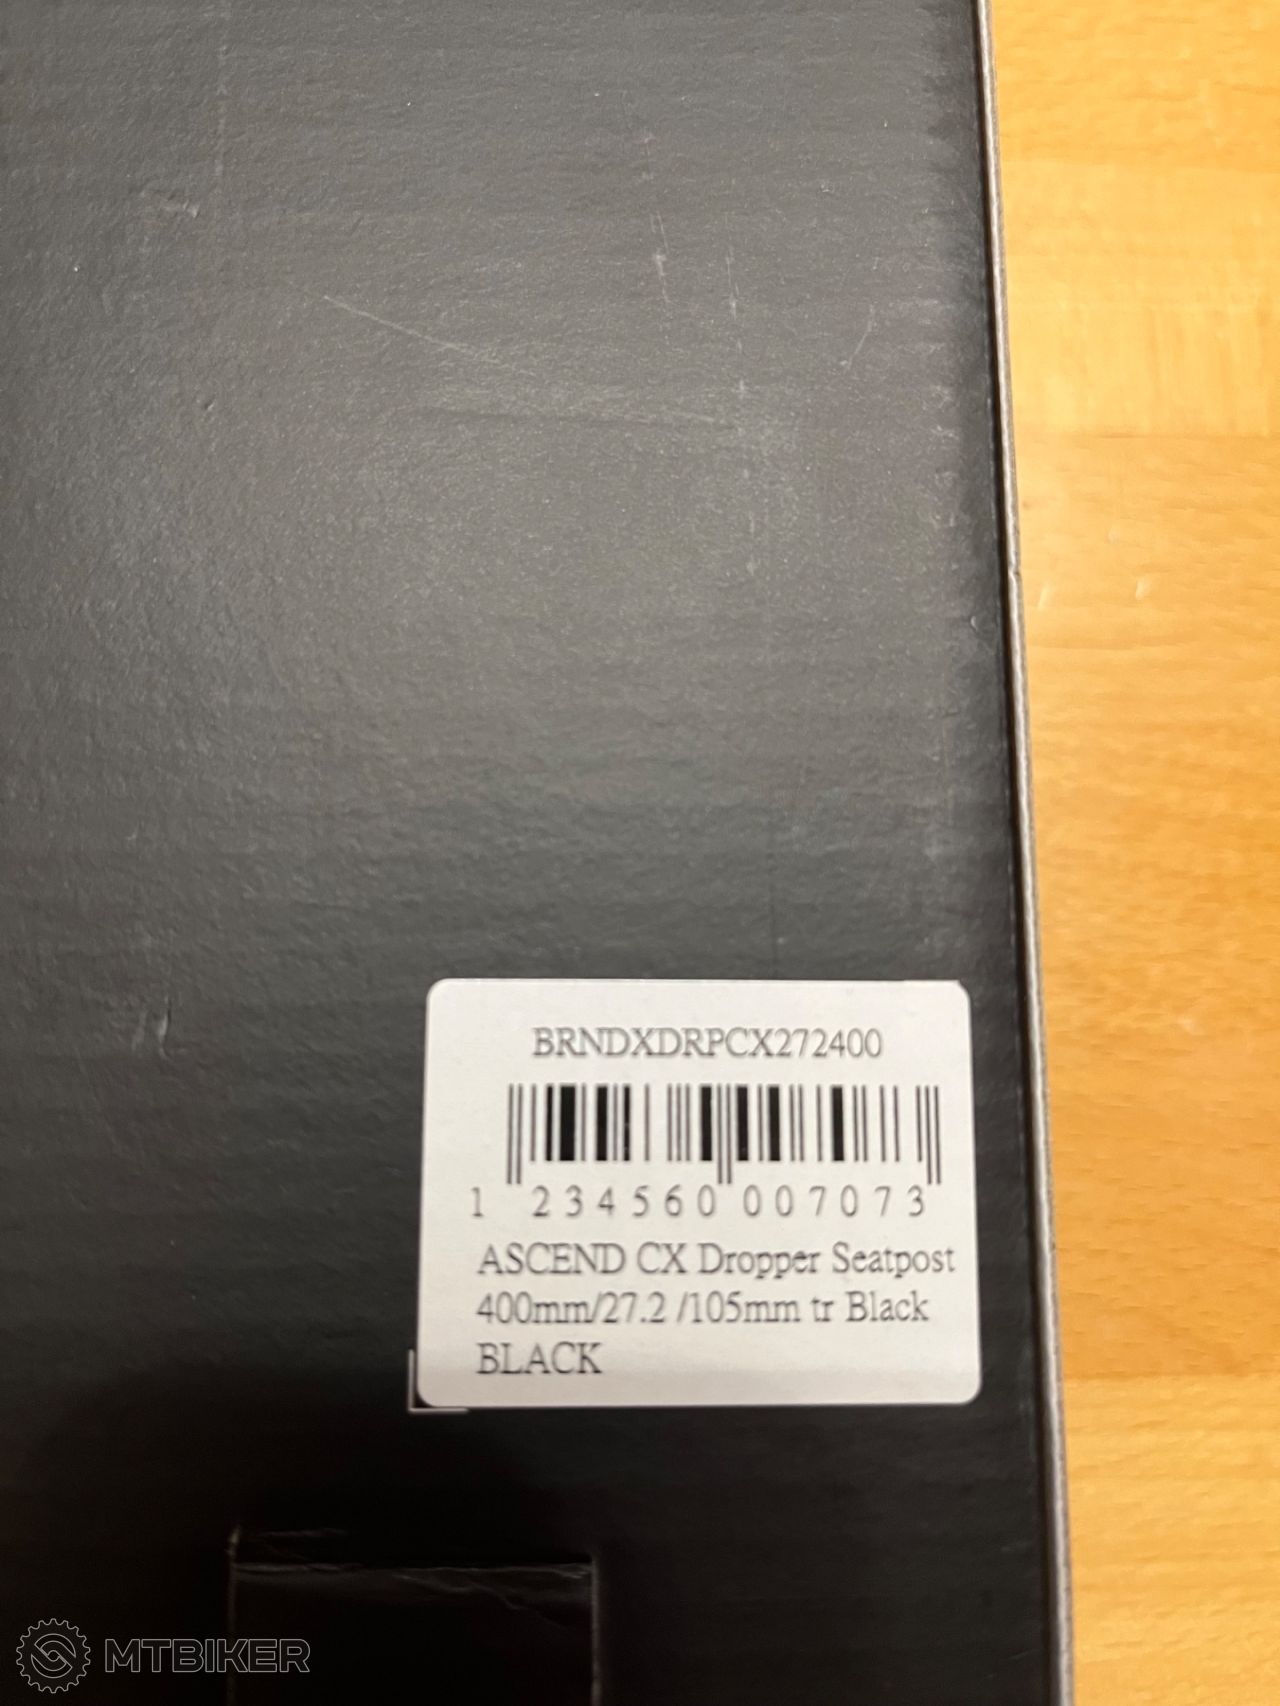 BRNDXDRPCX272400
1 234560 007073
ASCEND CX Dropper Seatpost
400mm/27.2 /105mm tr Black
BLACK
MTBIKER